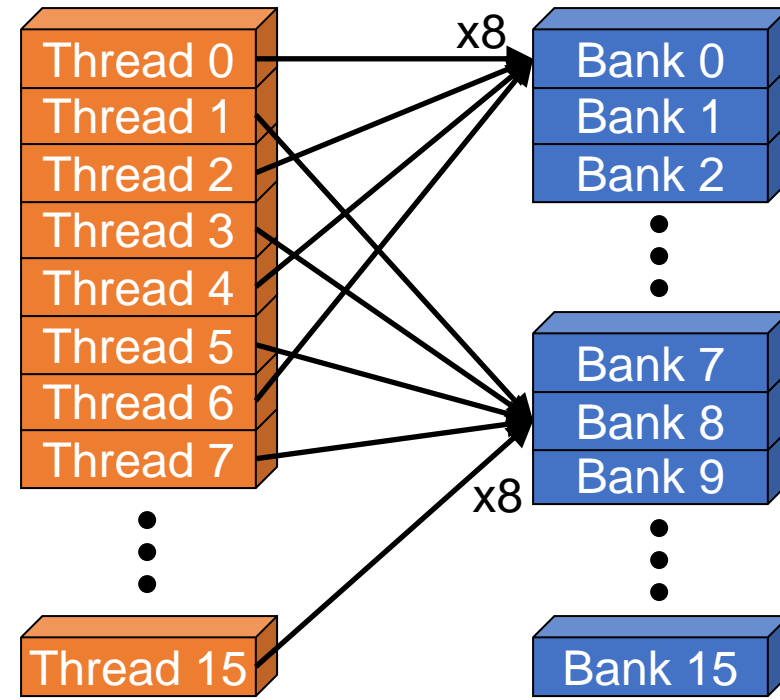 x8
Thread 0
Thread 1
Thread 2
Thread 3
Thread 4
Thread 5
Thread 6
Thread 7
Thread 15
Bank 0
Bank 1
Bank 2
Bank 7
Bank 8
Bank 9
x8
Bank 15